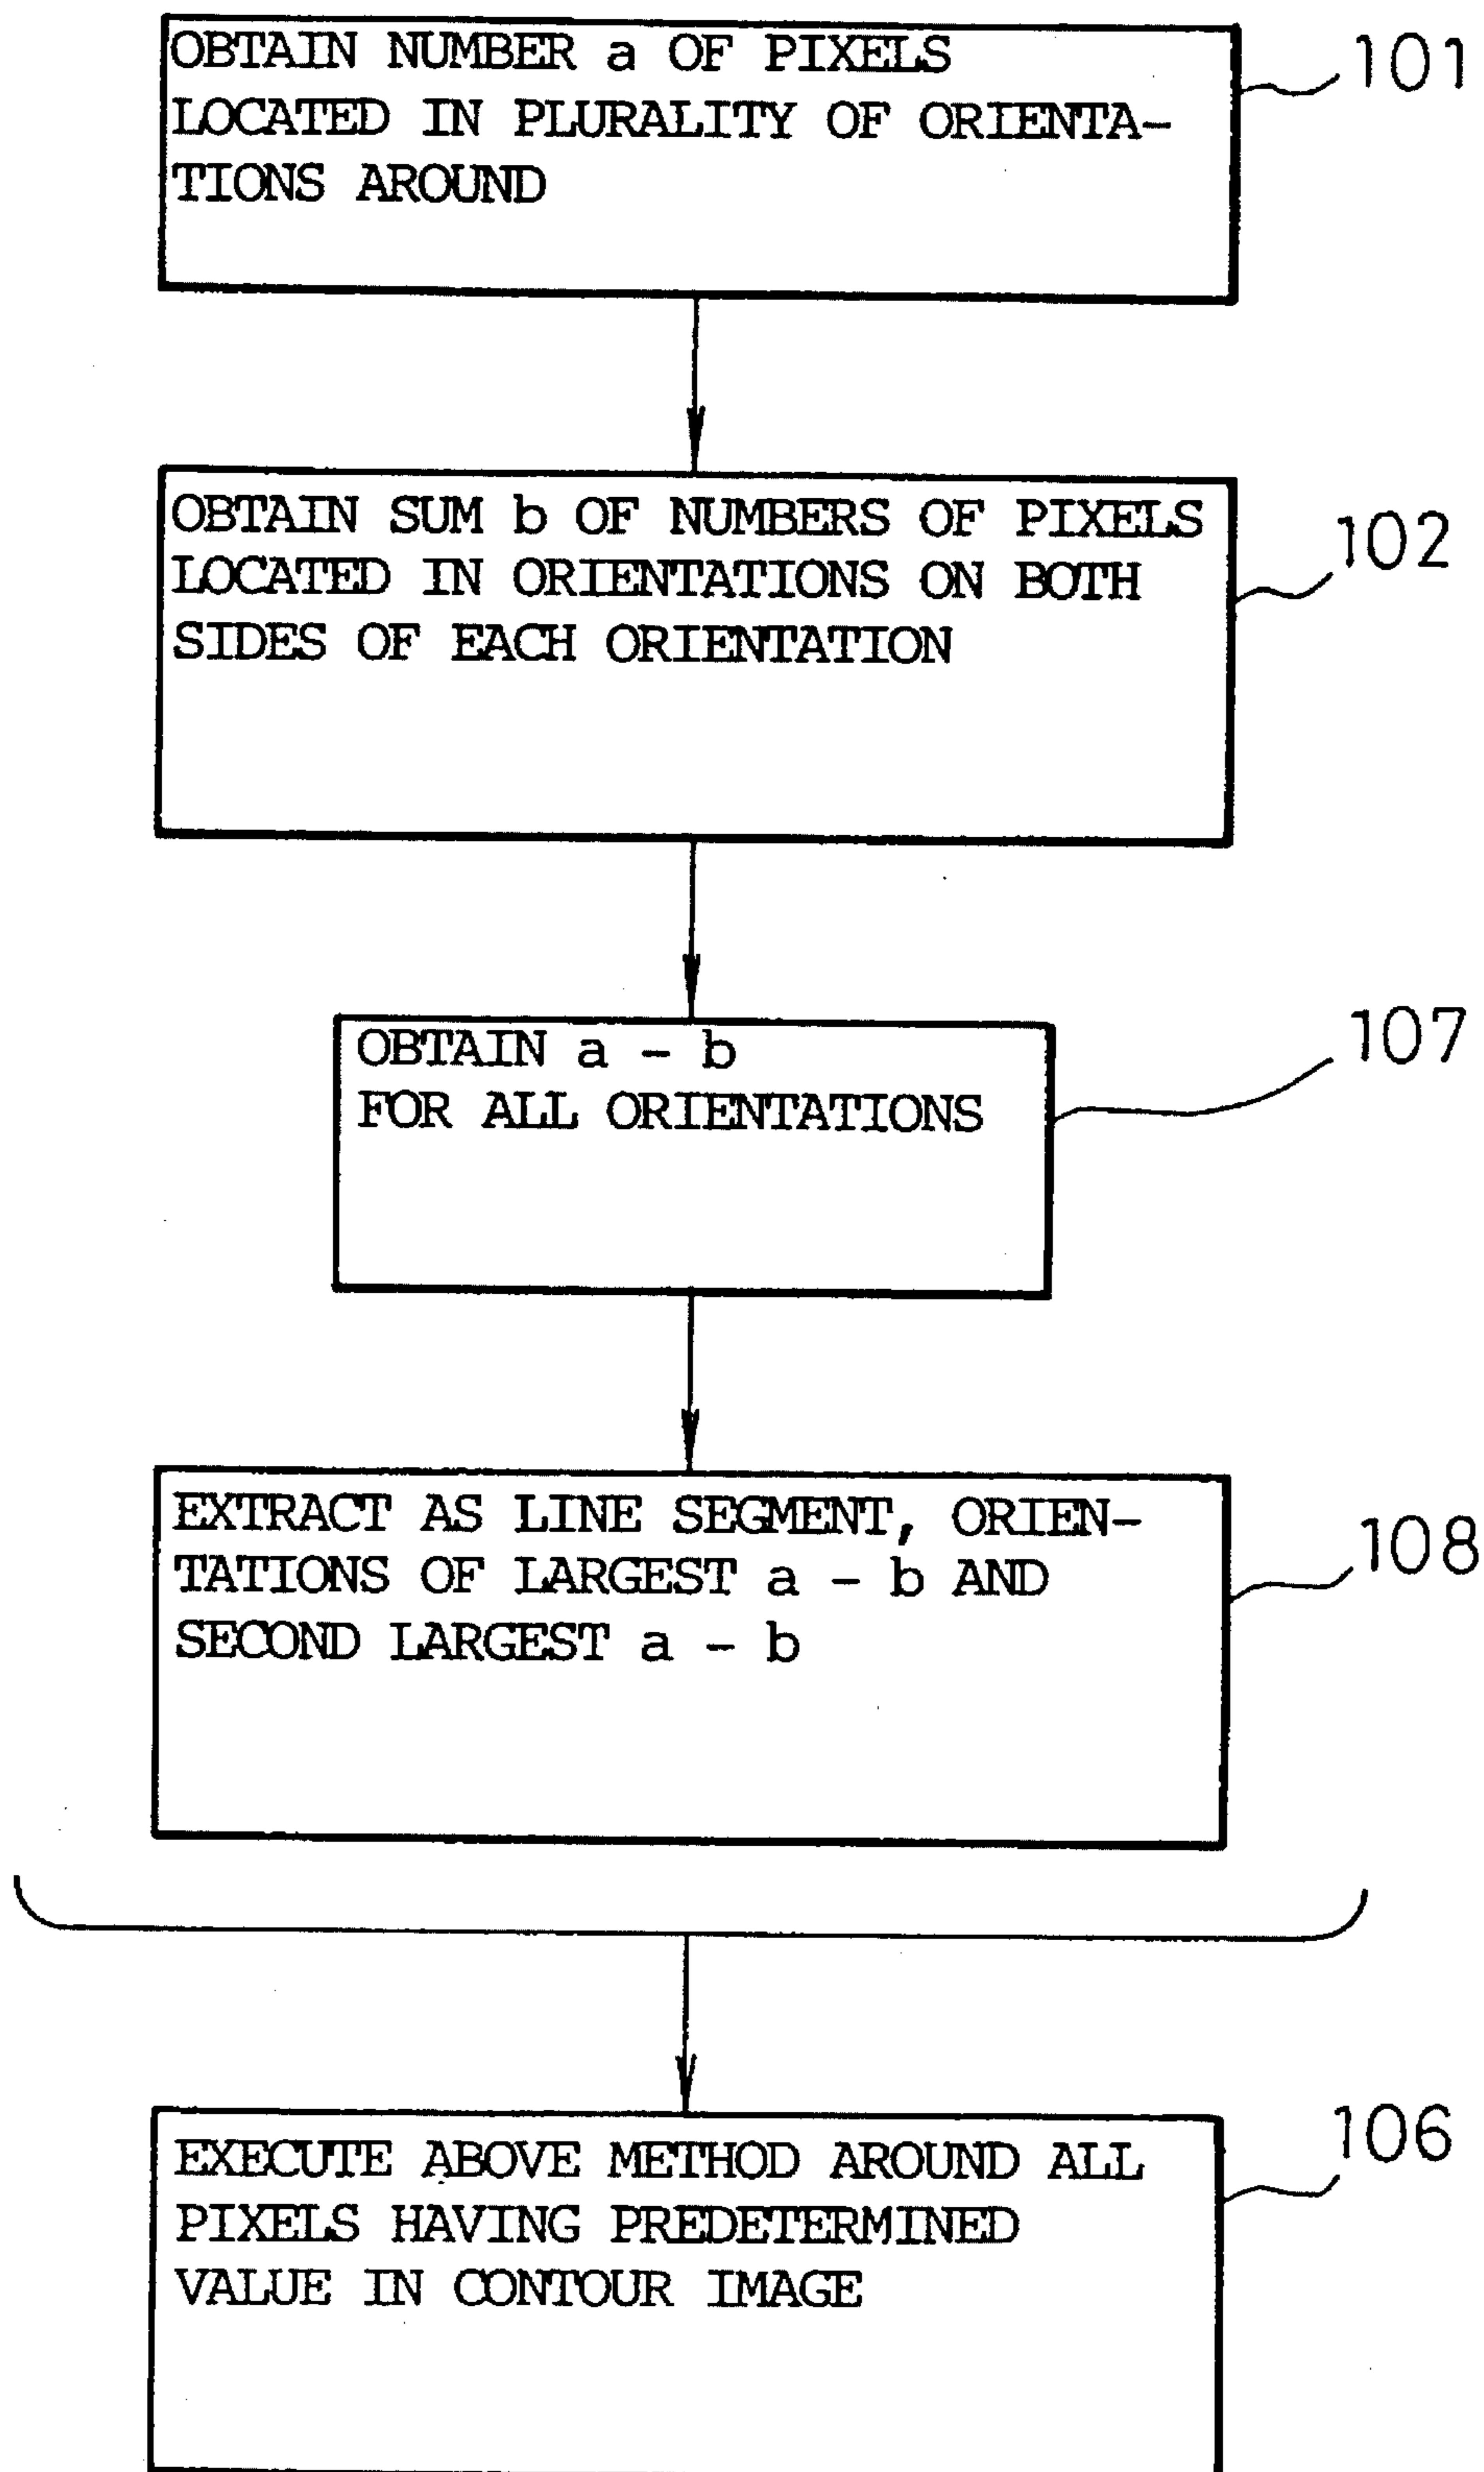 OBTAIN NUMBER a OF PIXELS
LOCATED IN PLURALITY OF ORIENTA-
TIONS AROUND
101
OBTAIN SUM b OF NUMBERS OF PIXELS
LOCATED IN ORIENTATIONS ON BOTH
SIDES OF EACH ORIENTATION
102
OBTAIN a - b
FOR ALL ORIENTATIONS
107
EXTRACT AS LINE SEGMENT, ORIEN-
TATIONS OF LARGEST a - b AND
SECOND LARGEST a - b
108
EXECUTE ABOVE METHOD AROUND ALL
PIXELS HAVING PREDETERMINED
VALUE IN CONTOUR IMAGE
106